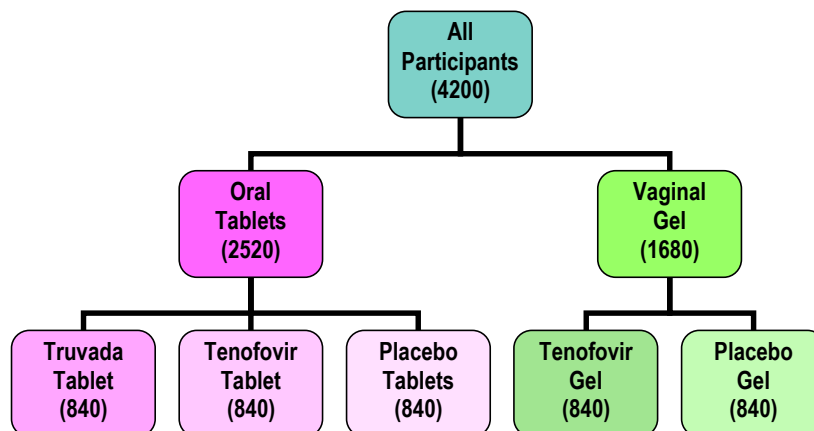 All
Participants
(4200)
Oral
Tablets
(2520)
Vaginal
Gel
(1680)
Truvada
Tablet
(840)
Tenofovir
Tablet
(840)
Placebo
Tablets
(840)
Tenofovir
Gel
(840)
Placebo
Gel
(840)